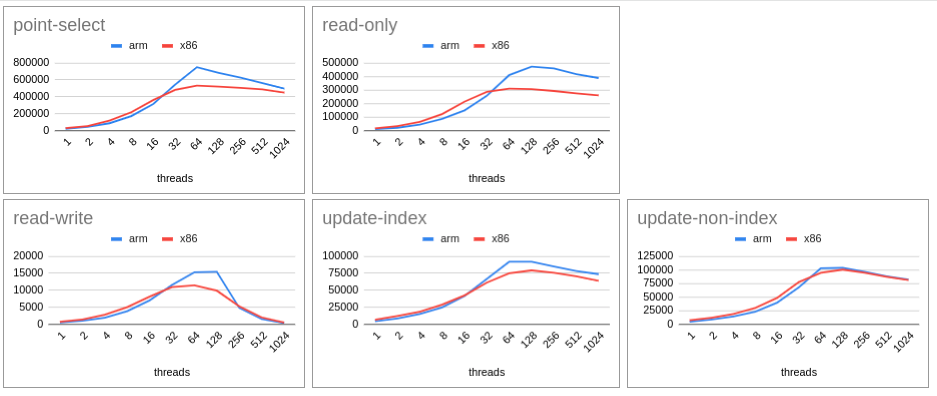 point-select
arm x86
800000
600000
400000
200000
0
1 2 4 8 16 32 64 128 256 512 1024
threads
read-only
arm x86
500000
400000
300000
200000
100000
0
1 2 4 8 16 32 64 128 256 512 1024
threads
read-write
arm x86
20000
15000
10000
5000
0
1 2 4 8 16 32 64 128 256 512 1024
threads
update-index
arm x86
100000
75000
50000
25000
0
1 2 4 8 16 32 64 128 256 512 1024
threads
update-non-index
arm x86
125000
100000
75000
50000
25000
0
1 2 4 8 16 32 64 128 256 512 1024
threads